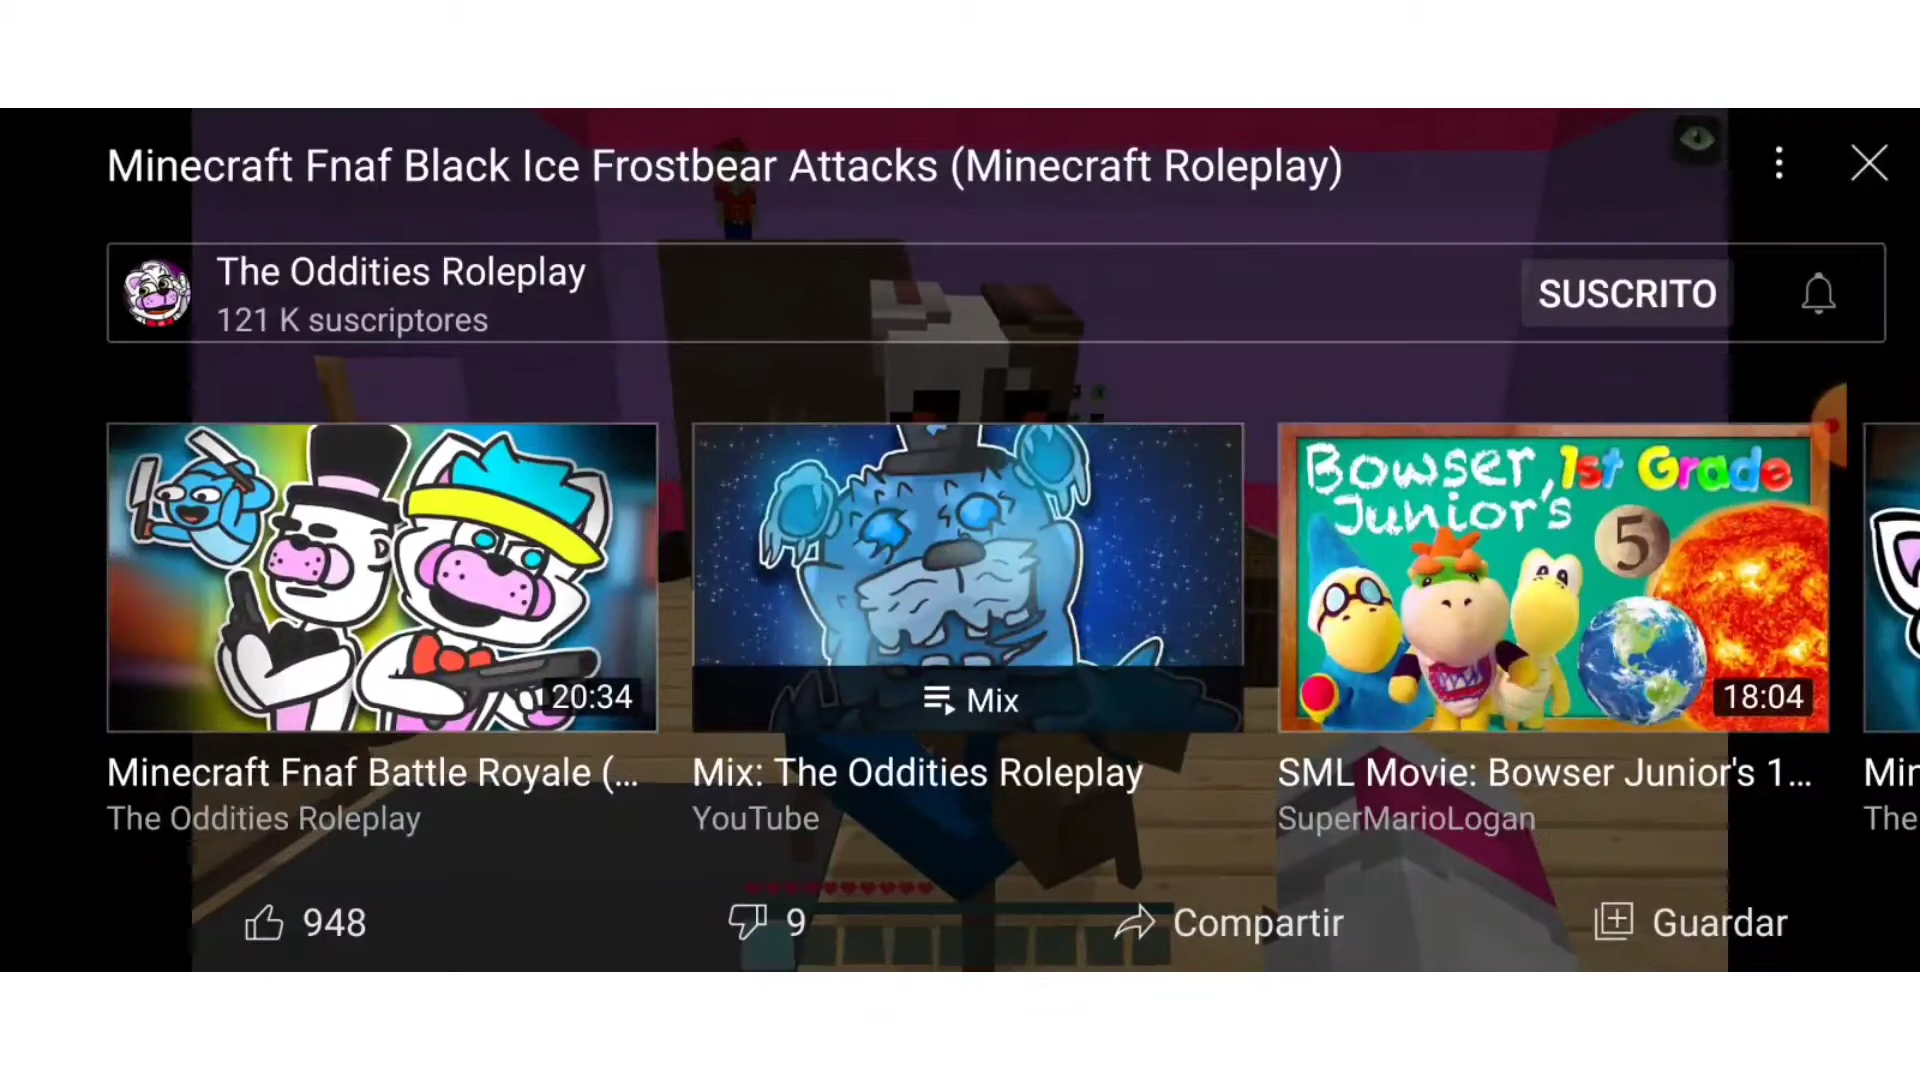 Minecraft Fnaf Black Ice Frostbear Attacks (Minecraft Roleplay)
The Oddities Roleplay
121 K suscriptores
SUSCRITO
20:34
Mix
Bowser Junior's 1st Grade
5
18:04
Minecraft Fnaf Battle Royale (...
The Oddities Roleplay
Mix: The Oddities Roleplay
YouTube
SML Movie: Bowser Junior's 1...
SuperMarioLogan
Min
The
948
9
Compartir
Guardar